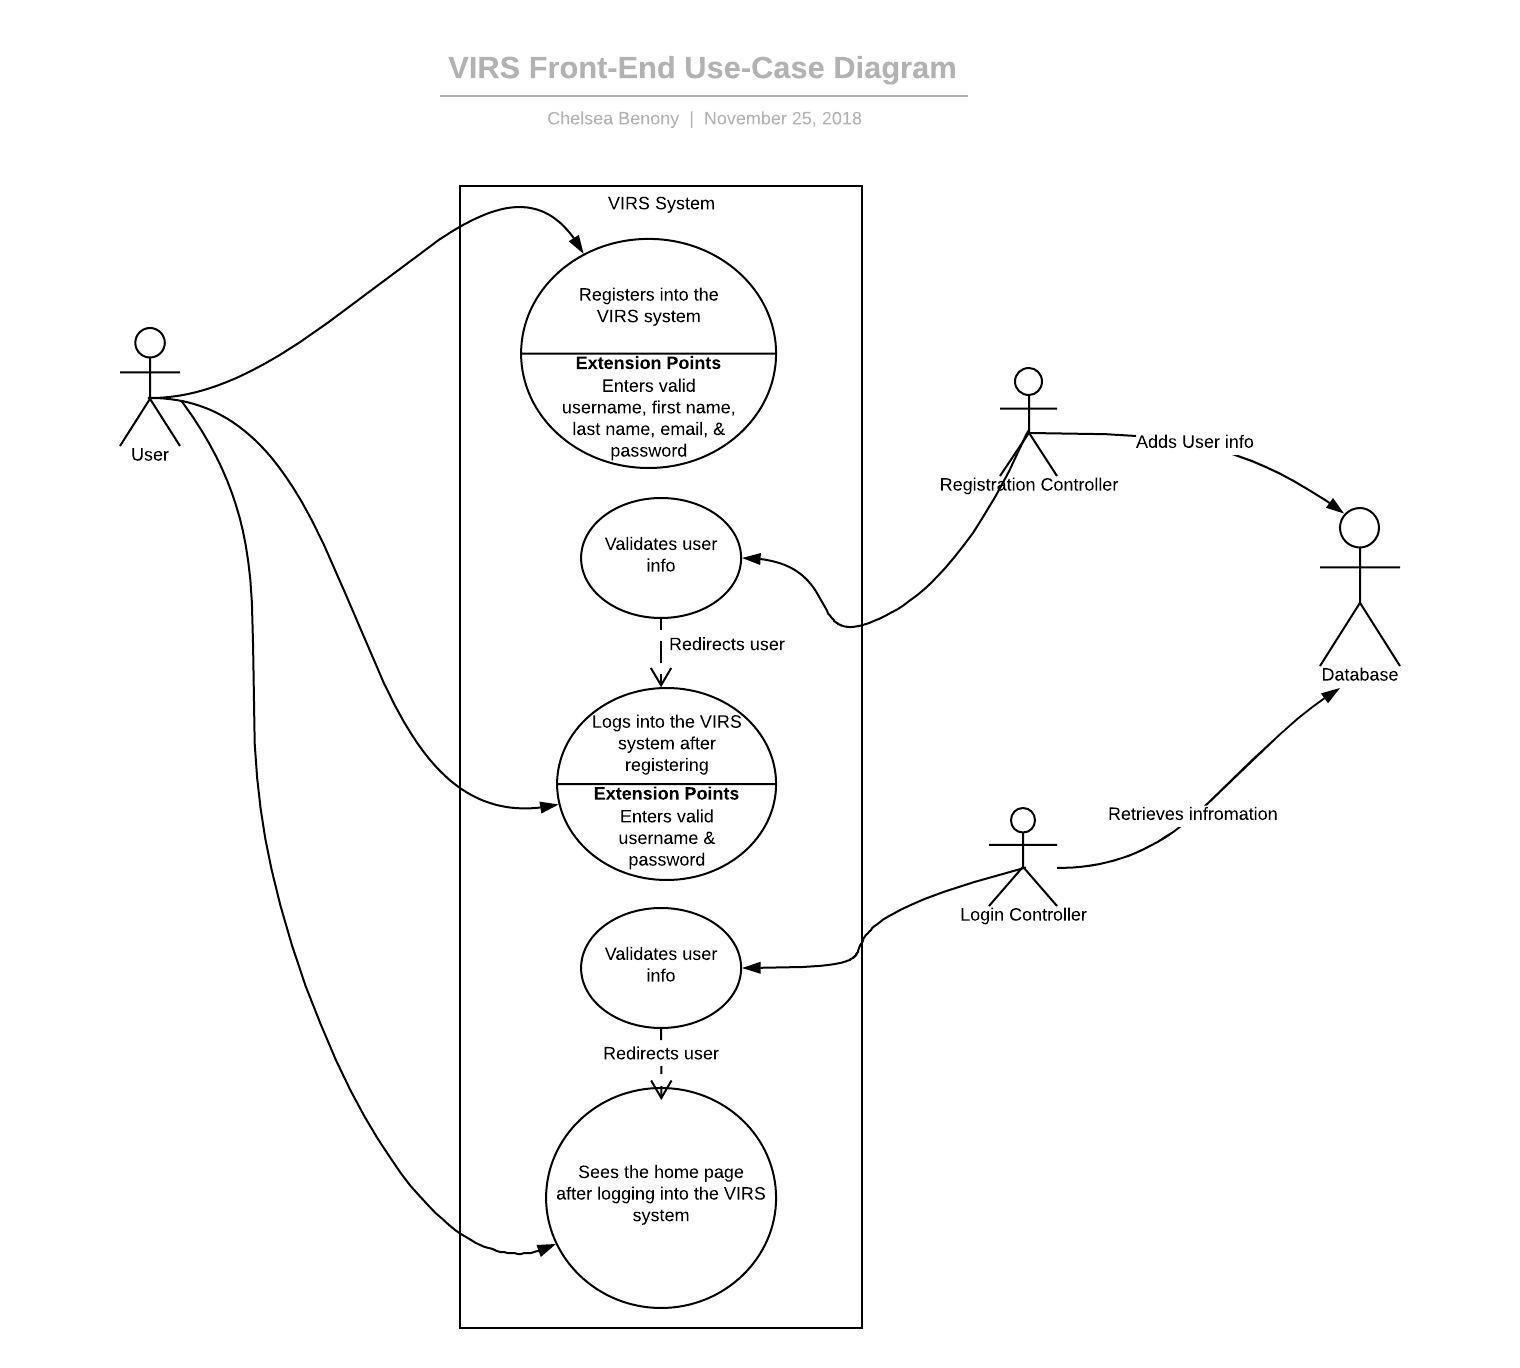 VIRS Front-End Use-Case Diagram
Chelsea Benony | November 25, 2018
VIRS System
Registers into the
VIRS system
Extension Points
Enters valid
username, first name,
last name, email, &
password
User
Adds User info
Registration Controller
Validates user
info
Redirects user
Database
Logs into the VIRS
system after
registering
Extension Points
Enters valid
username &
password
Retrieves infromation
Login Controller
Validates user
info
Redirects user
Sees the home page
after logging into the VIRS
system